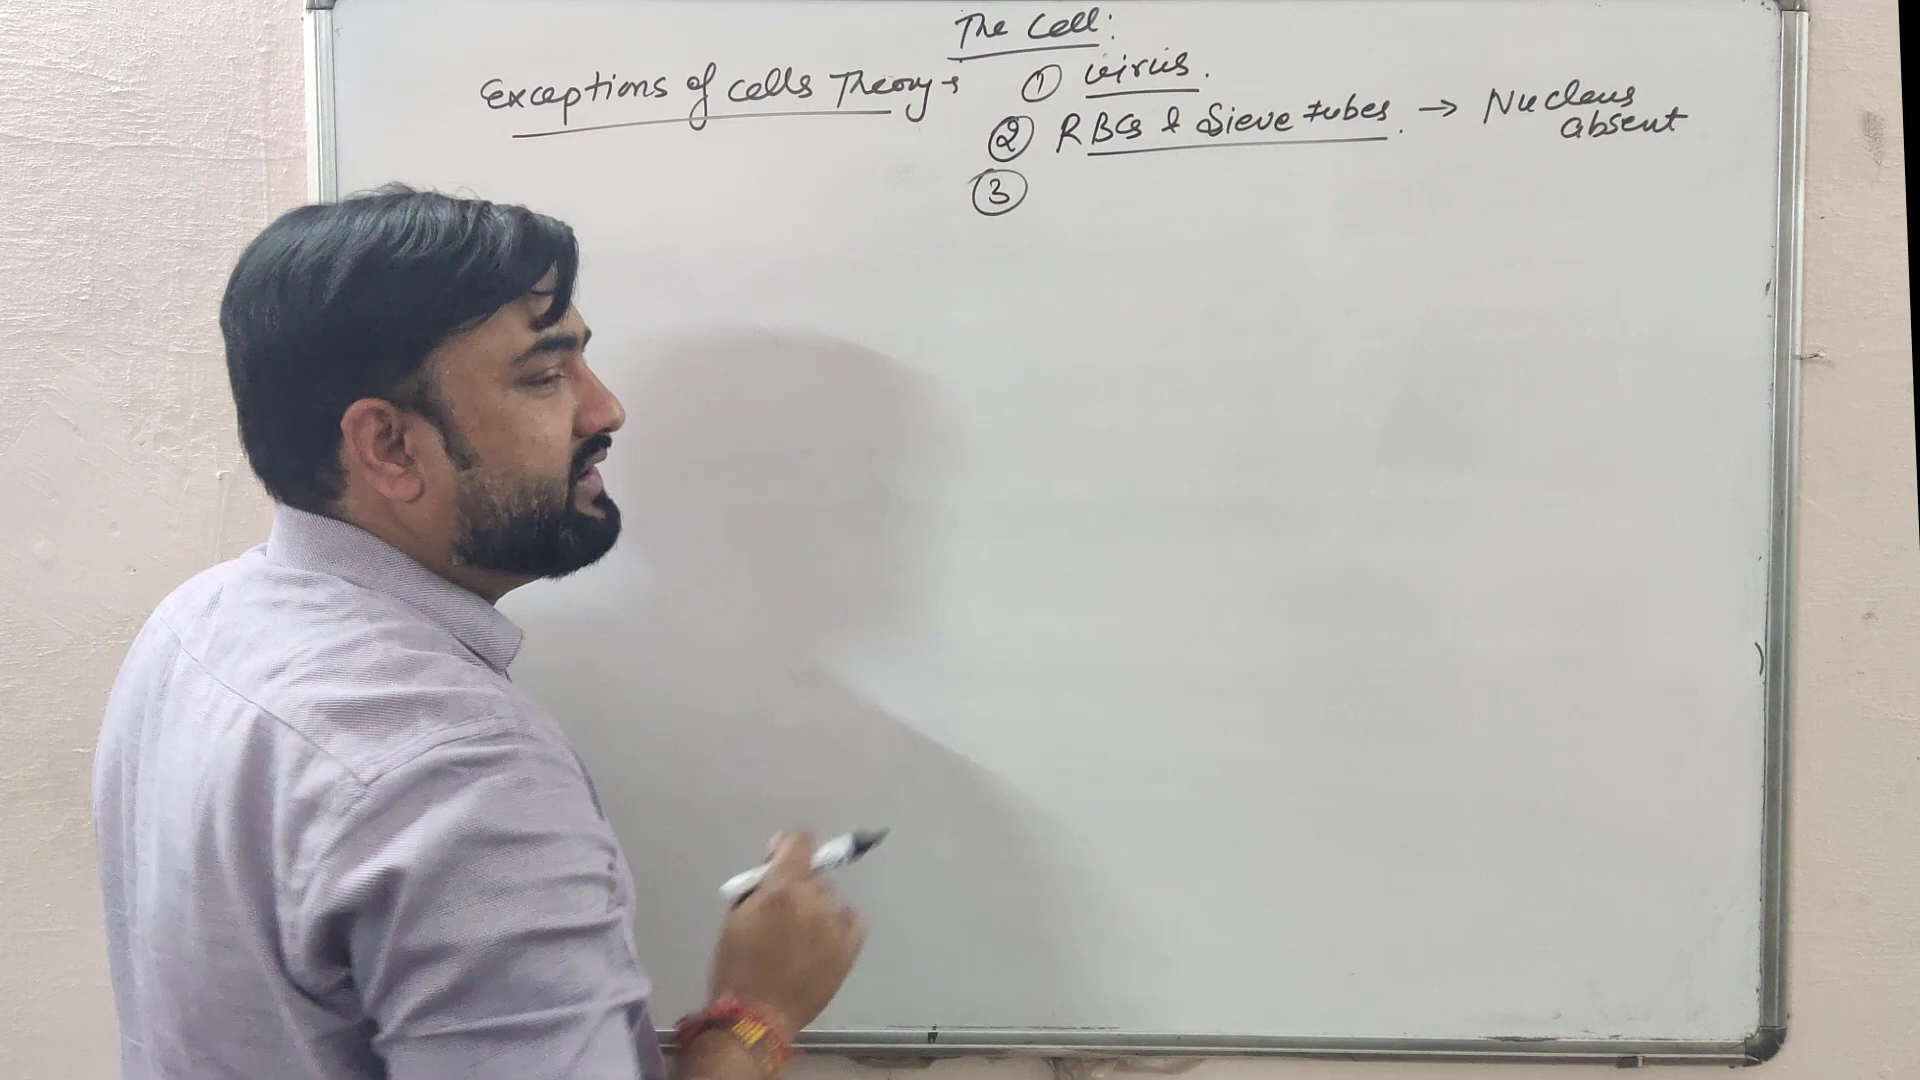 The Cell:
Exceptions of cells Theory → ① Virus.
② RBCs & Sieve tubes. → Nucleus absent
③